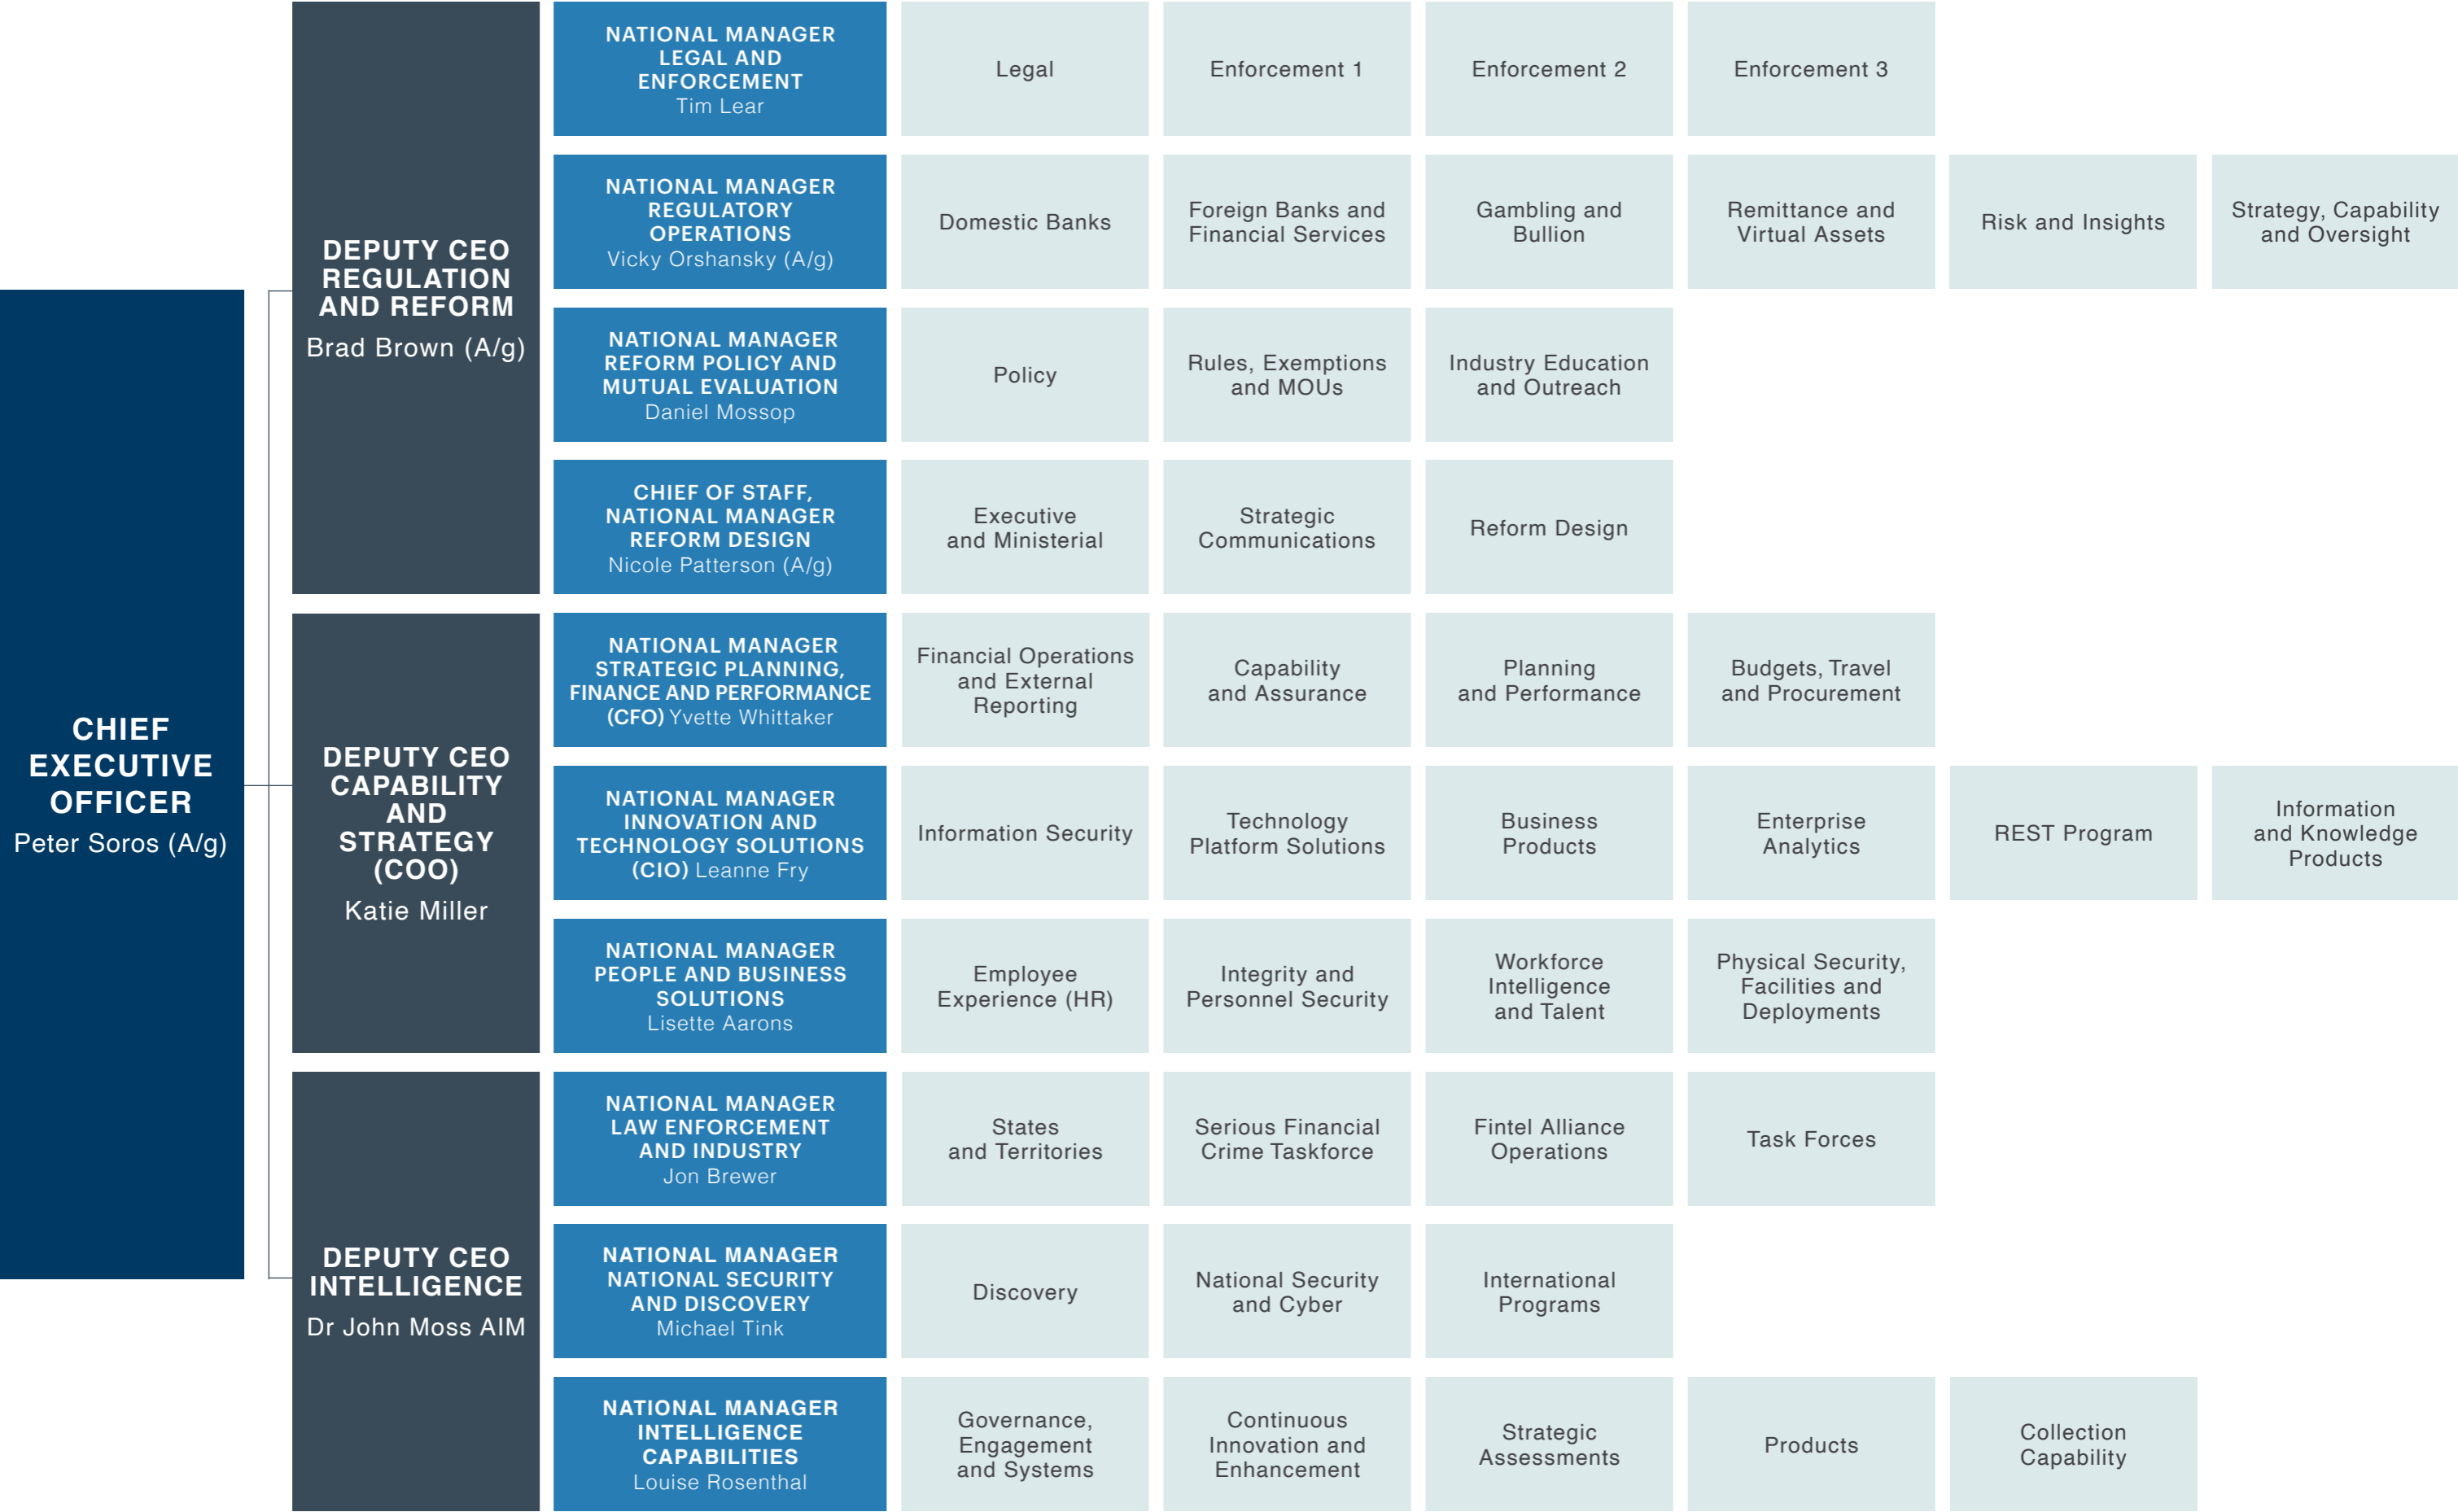 CHIEF
EXECUTIVE
OFFICER
Peter Soros (A/g)
DEPUTY CEO
REGULATION
AND REFORM
Brad Brown (A/g)
NATIONAL MANAGER
LEGAL AND
ENFORCEMENT
Tim Lear
Legal
Enforcement 1
Enforcement 2
Enforcement 3
NATIONAL MANAGER
REGULATORY
OPERATIONS
Vicky Orshansky (A/g)
Domestic Banks
Foreign Banks and
Financial Services
Gambling and
Bullion
Remittance and
Virtual Assets
Risk and Insights
Strategy, Capability
and Oversight
NATIONAL MANAGER
REFORM POLICY AND
MUTUAL EVALUATION
Daniel Mossop
Policy
Rules, Exemptions
and MOUs
Industry Education
and Outreach
CHIEF OF STAFF,
NATIONAL MANAGER
REFORM DESIGN
Nicole Patterson (A/g)
Executive
and Ministerial
Strategic
Communications
Reform Design
DEPUTY CEO
CAPABILITY
AND
STRATEGY
(COO)
Katie Miller
NATIONAL MANAGER
STRATEGIC PLANNING,
FINANCE AND PERFORMANCE
(CFO) Yvette Whittaker
Financial Operations
and External
Reporting
Capability
and Assurance
Planning
and Performance
Budgets, Travel
and Procurement
NATIONAL MANAGER
INNOVATION AND
TECHNOLOGY SOLUTIONS
(CIO) Leanne Fry
Information Security
Technology
Platform Solutions
Business
Products
Enterprise
Analytics
REST Program
Information
and Knowledge
Products
NATIONAL MANAGER
PEOPLE AND BUSINESS
SOLUTIONS
Lisette Aarons
Employee
Experience (HR)
Integrity and
Personnel Security
Workforce
Intelligence
and Talent
Physical Security,
Facilities and
Deployments
DEPUTY CEO
INTELLIGENCE
Dr John Moss AIM
NATIONAL MANAGER
LAW ENFORCEMENT
AND INDUSTRY
Jon Brewer
States
and Territories
Serious Financial
Crime Taskforce
Fintel Alliance
Operations
Task Forces
NATIONAL MANAGER
NATIONAL SECURITY
AND DISCOVERY
Michael Tink
Discovery
National Security
and Cyber
International
Programs
NATIONAL MANAGER
INTELLIGENCE
CAPABILITIES
Louise Rosenthal
Governance,
Engagement
and Systems
Continuous
Innovation and
Enhancement
Strategic
Assessments
Products
Collection
Capability